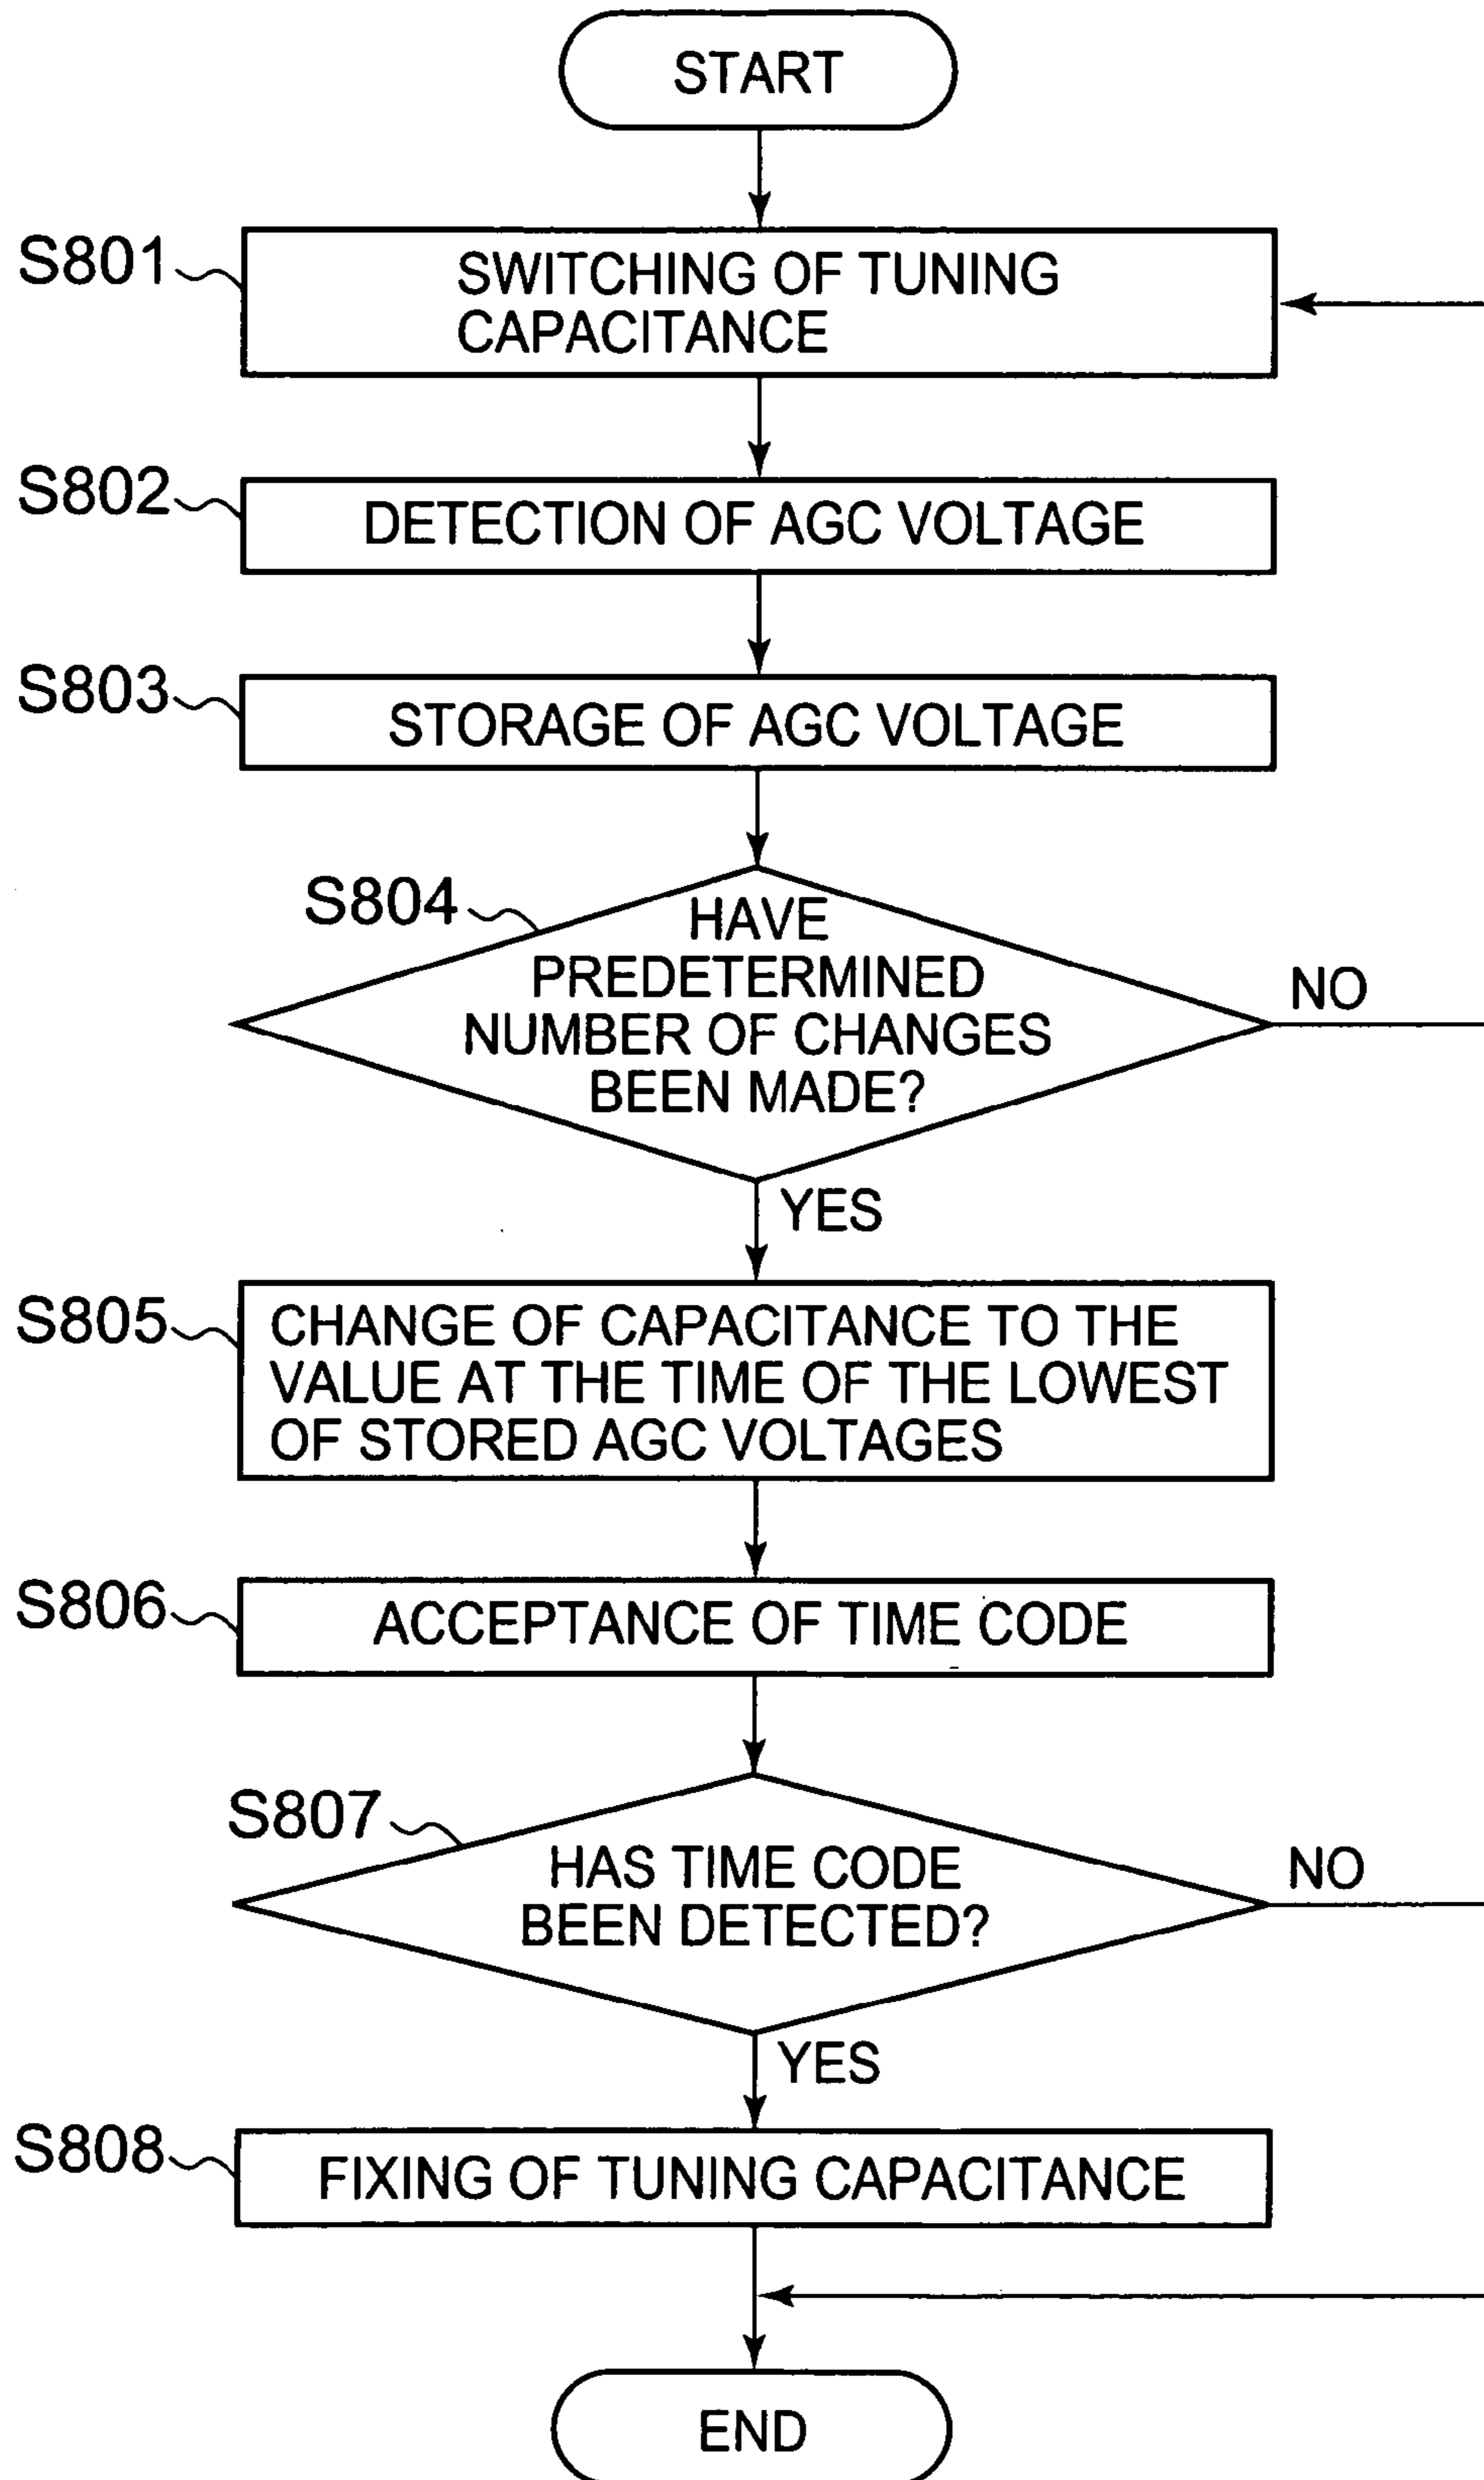 START
S801
SWITCHING OF TUNING
CAPACITANCE
S802
DETECTION OF AGC VOLTAGE
S803
STORAGE OF AGC VOLTAGE
S804
HAVE
PREDETERMINED
NUMBER OF CHANGES
BEEN MADE?
NO
YES
S805
CHANGE OF CAPACITANCE TO THE
VALUE AT THE TIME OF THE LOWEST
OF STORED AGC VOLTAGES
S806
ACCEPTANCE OF TIME CODE
S807
HAS TIME CODE
BEEN DETECTED?
NO
YES
S808
FIXING OF TUNING CAPACITANCE
END